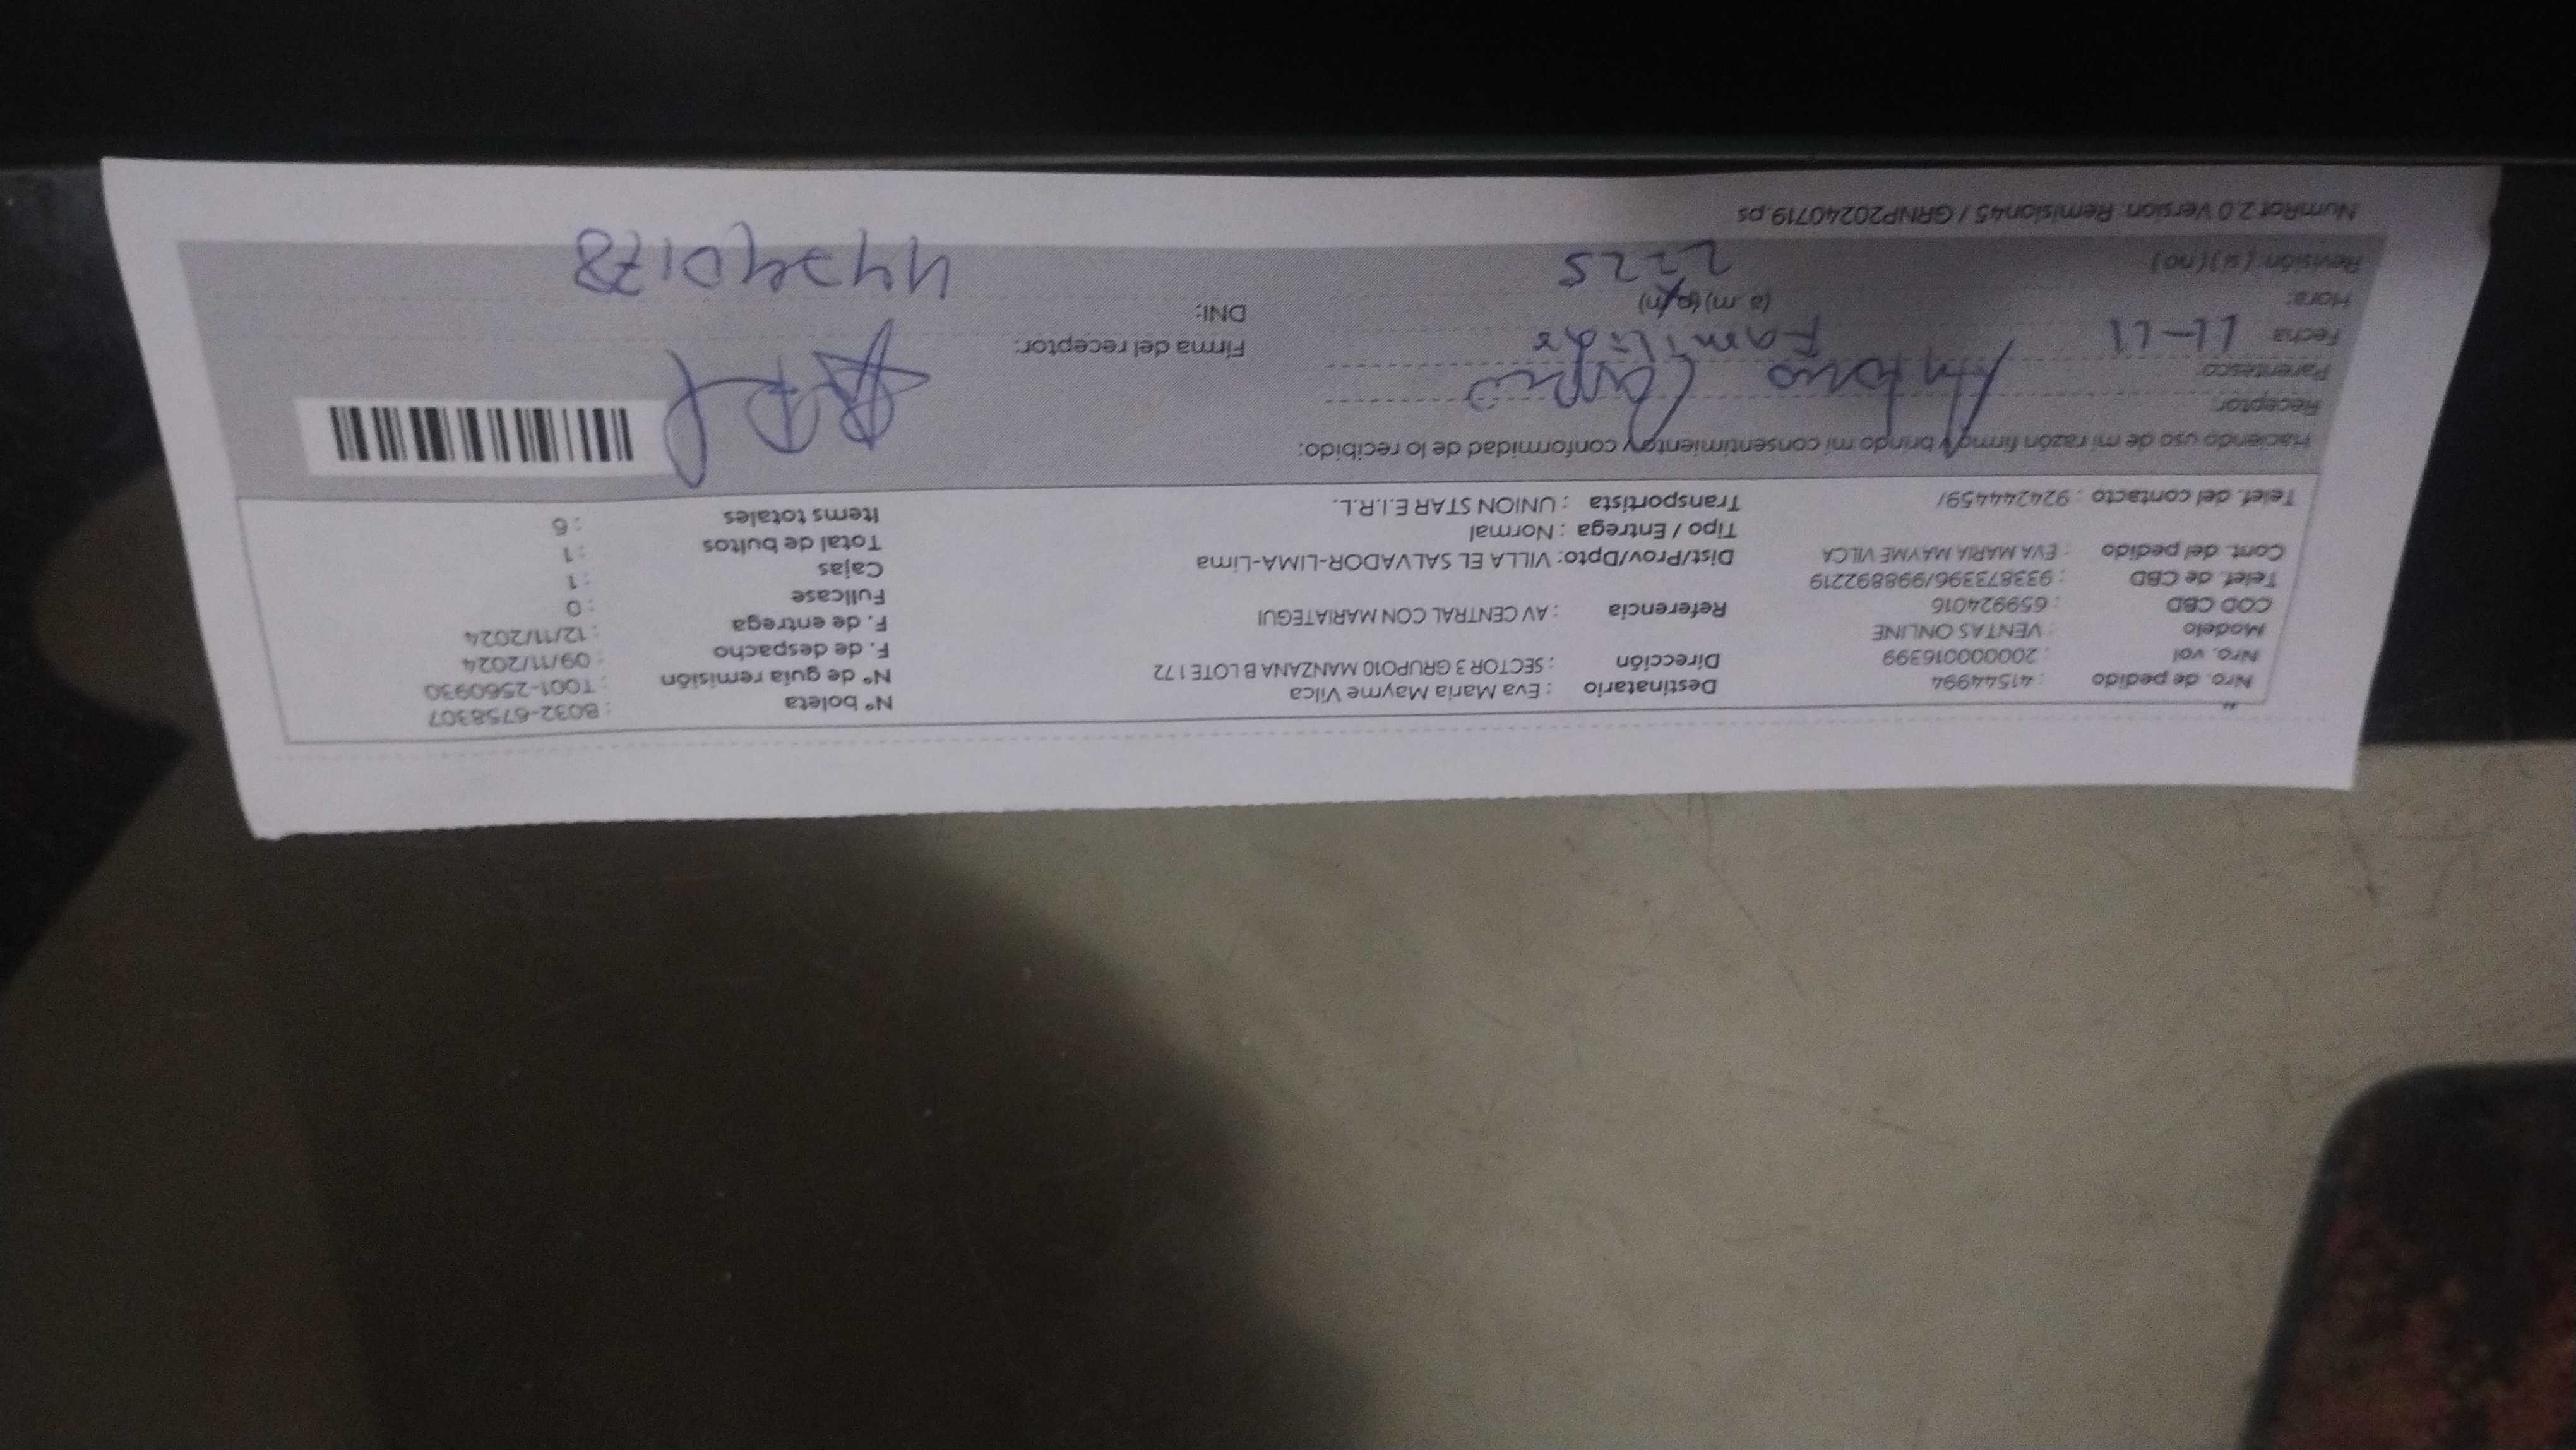 Nro. de pedido : 41544994
Nro. vol : 20000016399
Modelo : VENTAS ONLINE
COD CBD : 659924016
Telef. de CBD : 933873396/998892219
Cont. del pedido : EVA MARIA MAYME VILCA
Telef. del contacto : 924244459/
Destinatario : Eva Maria Mayme Vilca
Dirección : SECTOR 3 GRUPO10 MANZANA B LOTE 172
Referencia : AV CENTRAL CON MARIATEGUI
Dist/Prov/Dpto: VILLA EL SALVADOR-LIMA-Lima
Tipo / Entrega : Normal
Transportista : UNION STAR E.I.R.L.
N° boleta : B032-6758307
N° de guía remisión : T001-2560930
F. de despacho : 09/11/2024
F. de entrega : 12/11/2024
Fullcase : 0
Cajas : 1
Total de bultos : 1
Items totales : 6
Haciendo uso de mi razón firmo y brindo mi consentimiento y conformidad de lo recibido:
Receptor: Antonio
Parentesco: Familiar
Fecha 11-11
Hora: (a. m) (p. m) 2:25
Revisión (si) (no)
Firma del receptor:
DNI:
NumRot 2.0 Version. Remision45 / GRNP20240719.ps